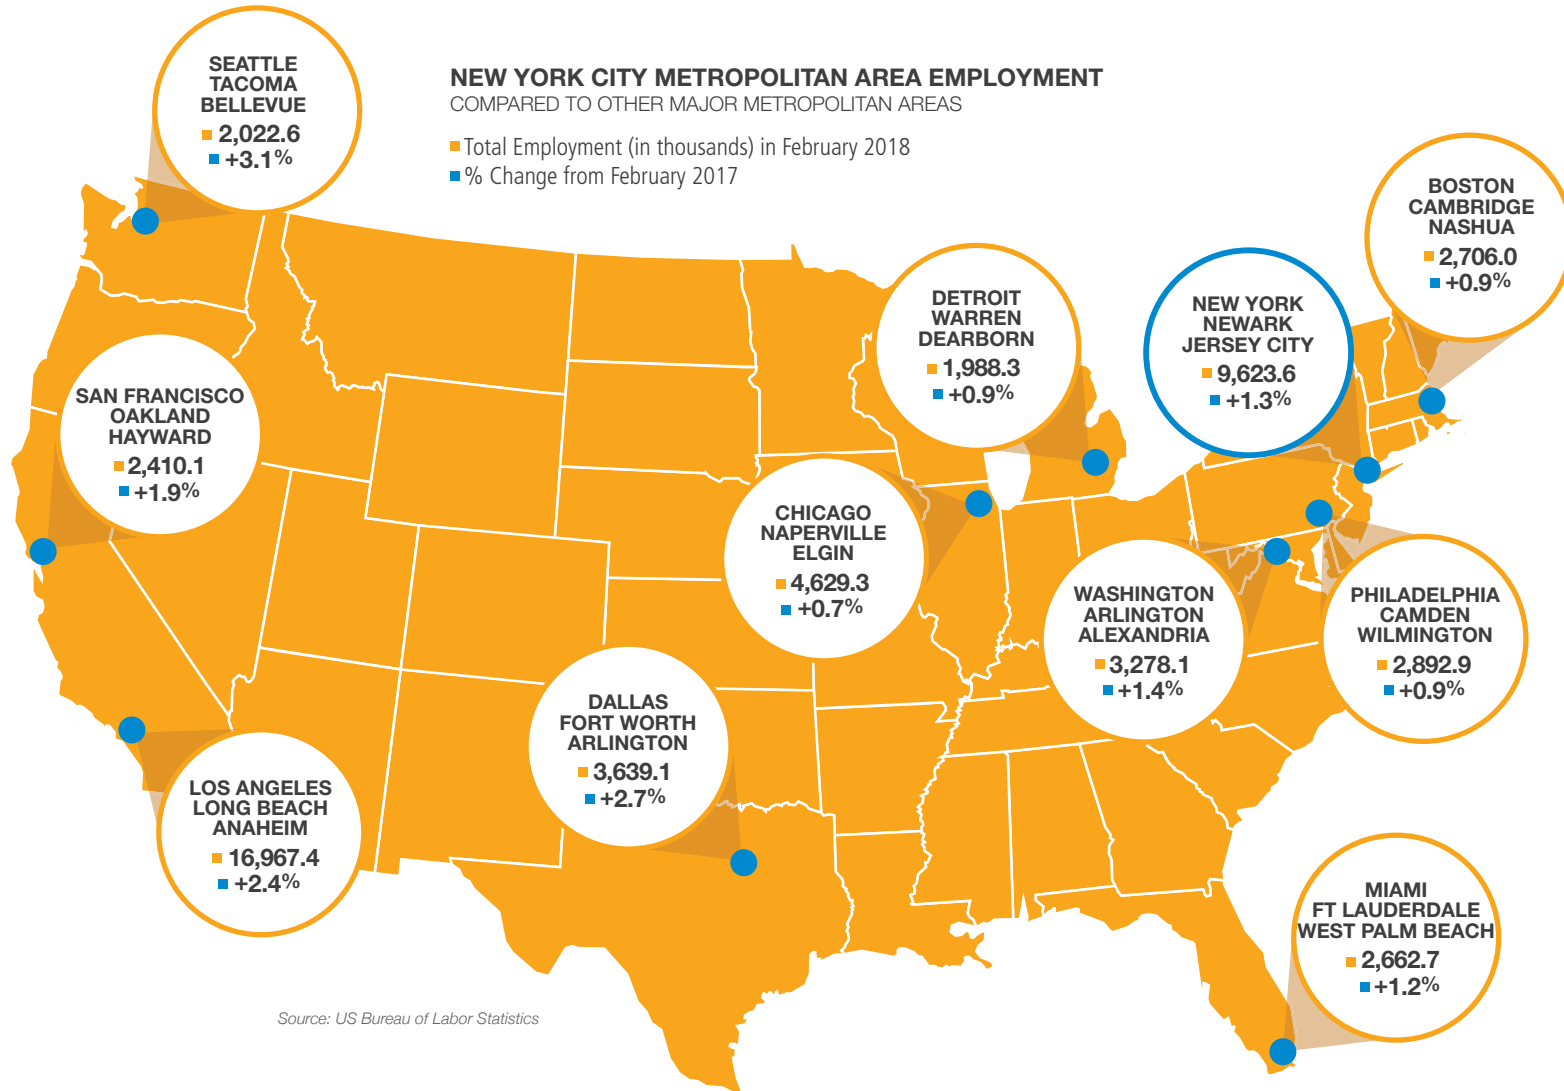 NEW YORK CITY METROPOLITAN AREA EMPLOYMENT
COMPARED TO OTHER MAJOR METROPOLITAN AREAS
Total Employment (in thousands) in February 2018
% Change from February 2017
SEATTLE
TACOMA
BELLEVUE
2,022.6
+3.1%
BOSTON
CAMBRIDGE
NASHUA
2,706.0
+0.9%
DETROIT
WARREN
DEARBORN
1,988.3
+0.9%
NEW YORK
NEWARK
JERSEY CITY
9,623.6
+1.3%
SAN FRANCISCO
OAKLAND
HAYWARD
2,410.1
+1.9%
CHICAGO
NAPERVILLE
ELGIN
4,629.3
+0.7%
WASHINGTON
ARLINGTON
ALEXANDRIA
3,278.1
+1.4%
PHILADELPHIA
CAMDEN
WILMINGTON
2,892.9
+0.9%
DALLAS
FORT WORTH
ARLINGTON
3,639.1
+2.7%
LOS ANGELES
LONG BEACH
ANAHEIM
16,967.4
+2.4%
MIAMI
FT LAUDERDALE
WEST PALM BEACH
2,662.7
+1.2%
Source: US Bureau of Labor Statistics